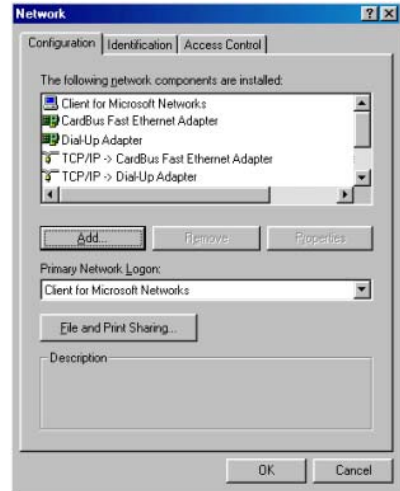 Network
Configuration Identification Access Control
The following network components are installed:
Client for Microsoft Networks
CardBus Fast Ethernet Adapter
Dial-Up Adapter
TCP/IP -> CardBus Fast Ethernet Adapter
TCP/IP -> Dial-Up Adapter
Add... Remove Properties
Primary Network Logon:
Client for Microsoft Networks
File and Print Sharing...
Description
OK Cancel